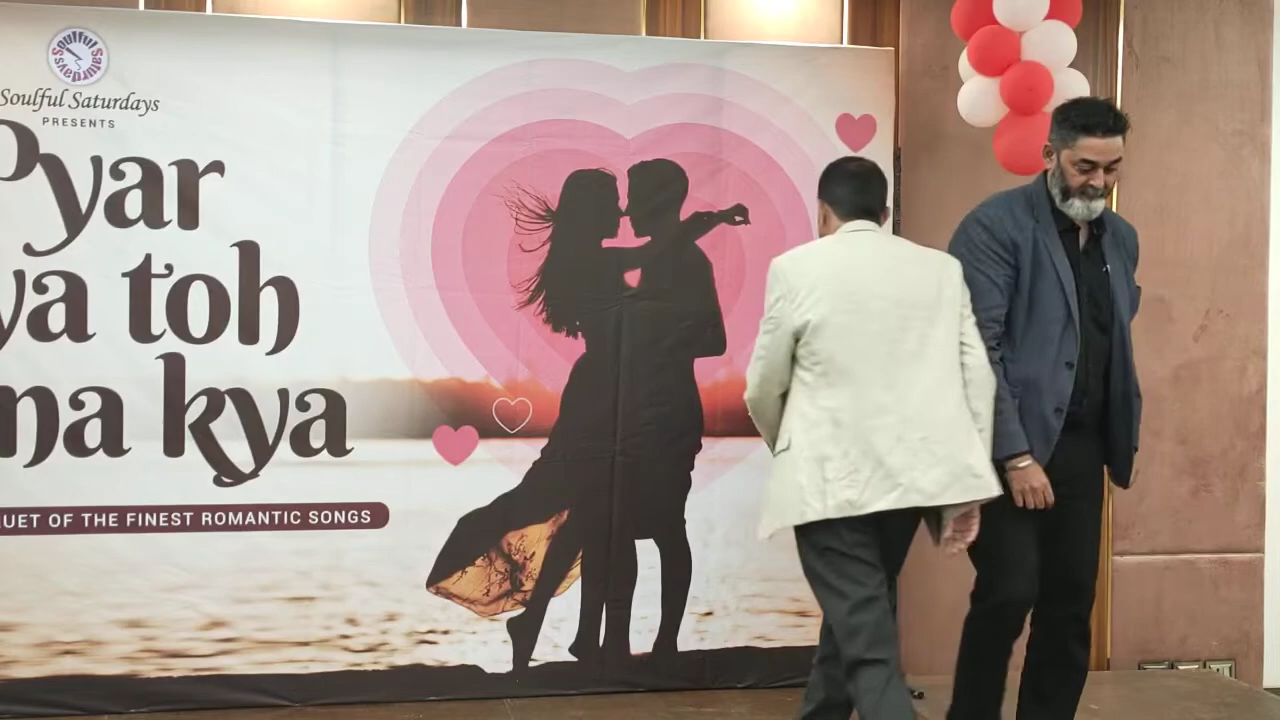 Soulful Saturdays
Soulful Saturdays
PRESENTS
Pyar
ya toh
na kya
UET OF THE FINEST ROMANTIC SONGS